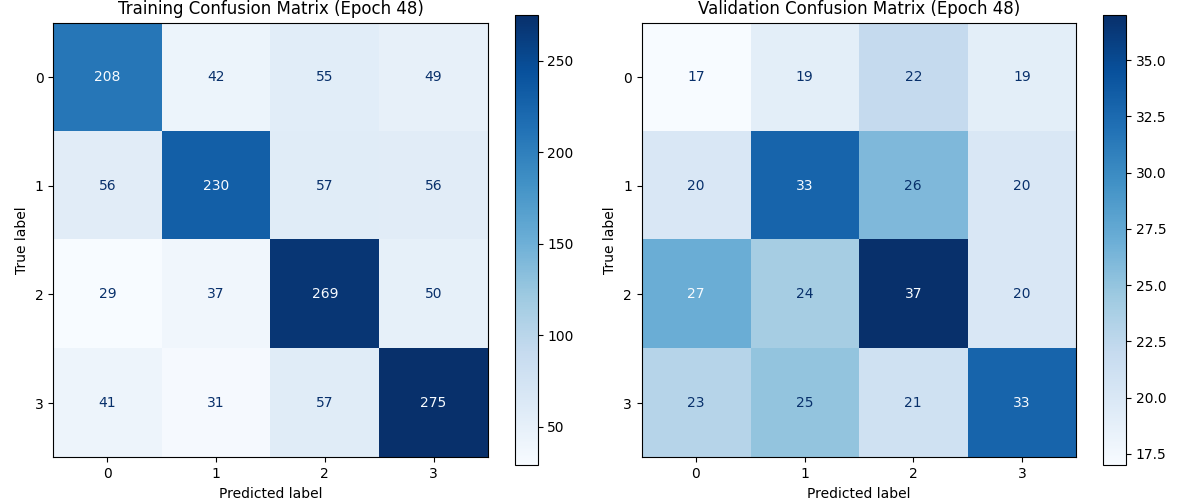 Training Confusion Matrix (Epoch 48)
0 208 42 55 49
1 56 230 57 56
2 29 37 269 50
3 41 31 57 275
0 1 2 3
Predicted label
True label
250
200
150
100
50
Validation Confusion Matrix (Epoch 48)
0 17 19 22 19
1 20 33 26 20
2 27 24 37 20
3 23 25 21 33
0 1 2 3
Predicted label
True label
35.0
32.5
30.0
27.5
25.0
22.5
20.0
17.5